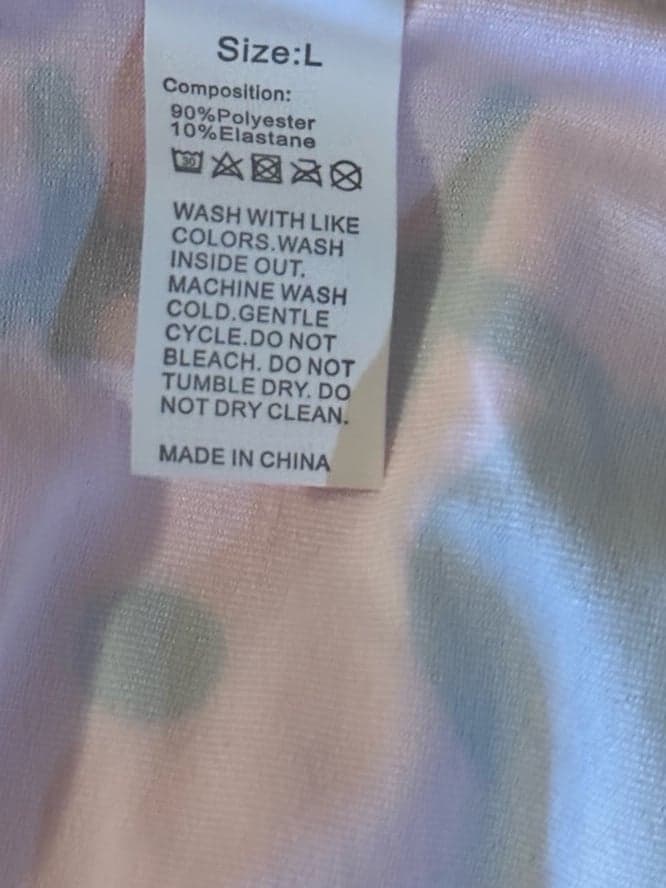 Size:L
Composition:
90%Polyester
10%Elastane
30
WASH WITH LIKE
COLORS.WASH
INSIDE OUT.
MACHINE WASH
COLD.GENTLE
CYCLE.DO NOT
BLEACH. DO NOT
TUMBLE DRY. DO
NOT DRY CLEAN.
MADE IN CHINA